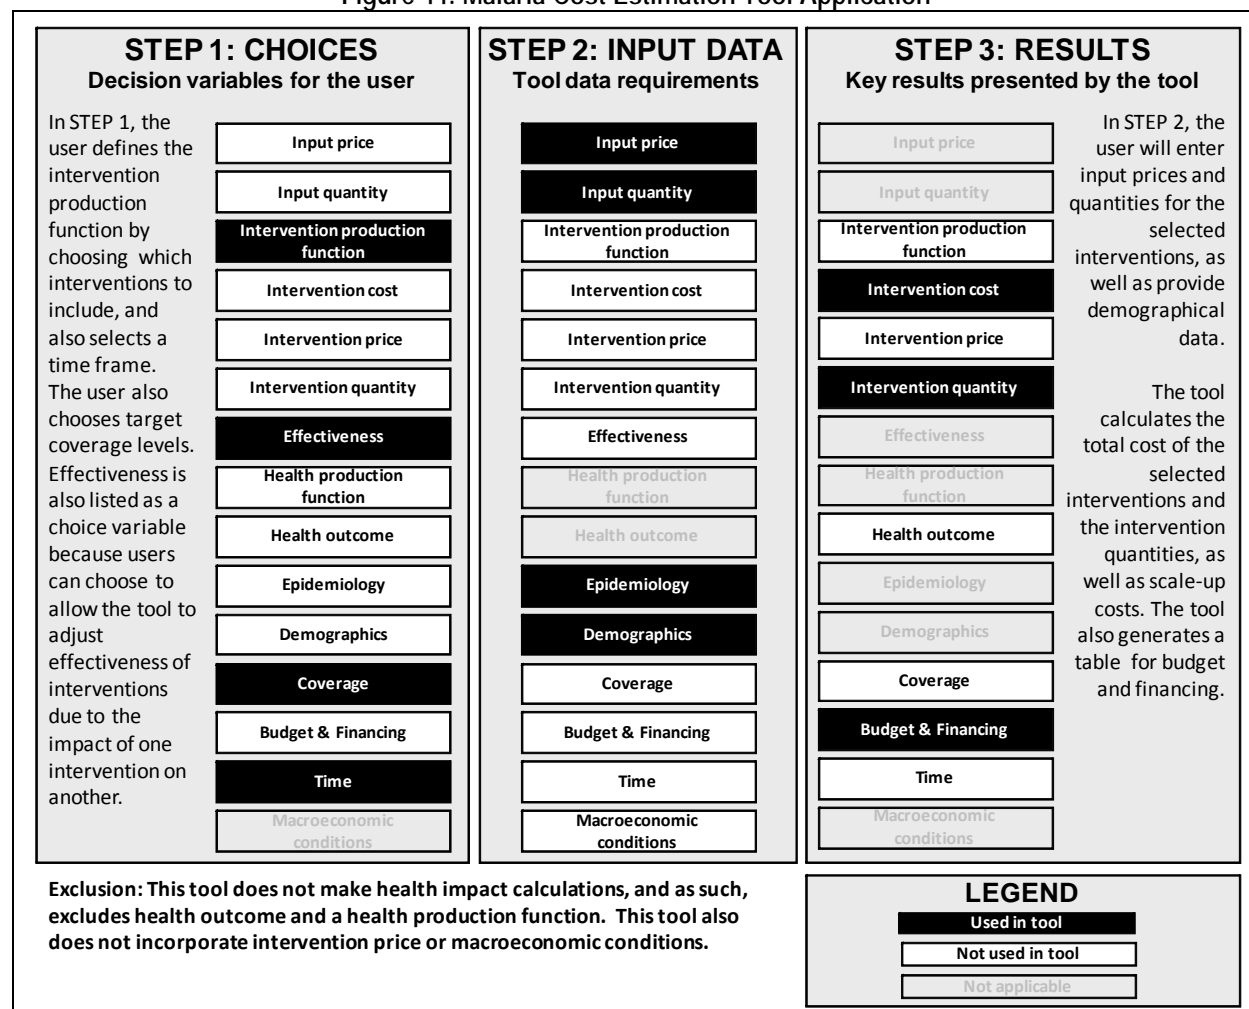 Figure 11: Malaria Cost Estimation Tool Application
STEP 1: CHOICES
Decision variables for the user
In STEP 1, the
user defines the
intervention
production
function by
choosing which
interventions to
include, and
also selects a
time frame.
The user also
chooses target
coverage levels.
Effectiveness is
also listed as a
choice variable
because users
can choose to
allow the tool to
adjust
effectiveness of
interventions
due to the
impact of one
intervention on
another.
Input price
Input quantity
Intervention production
function
Intervention cost
Intervention price
Intervention quantity
Effectiveness
Health production
function
Health outcome
Epidemiology
Demographics
Coverage
Budget & Financing
Time
Macroeconomic
conditions
STEP 2: INPUT DATA
Tool data requirements
Input price
Input quantity
Intervention production
function
Intervention cost
Intervention price
Intervention quantity
Effectiveness
Health production
function
Health outcome
Epidemiology
Demographics
Coverage
Budget & Financing
Time
Macroeconomic
conditions
STEP 3: RESULTS
Key results presented by the tool
Input price
Input quantity
Intervention production
function
Intervention cost
Intervention price
Intervention quantity
Effectiveness
Health production
function
Health outcome
Epidemiology
Demographics
Coverage
Budget & Financing
Time
Macroeconomic
conditions
In STEP 2, the
user will enter
input prices and
quantities for the
selected
interventions, as
well as provide
demographical
data.
The tool
calculates the
total cost of the
selected
interventions and
the intervention
quantities, as
well as scale-up
costs. The tool
also generates a
table for budget
and financing.
Exclusion: This tool does not make health impact calculations, and as such,
excludes health outcome and a health production function. This tool also
does not incorporate intervention price or macroeconomic conditions.
LEGEND
Used in tool
Not used in tool
Not applicable